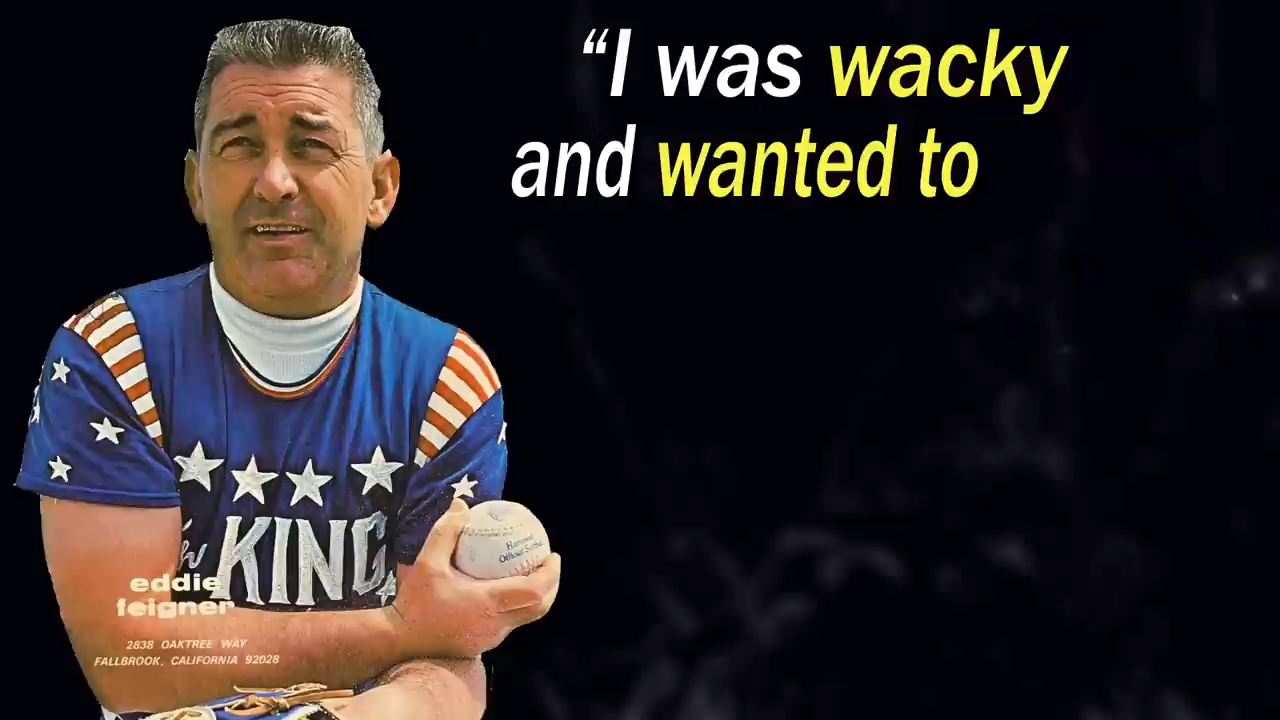 “I was wacky
and wanted to
KING
eddie
feigner
2838 OAKTREE WAY
FALLBROOK, CALIFORNIA 92028